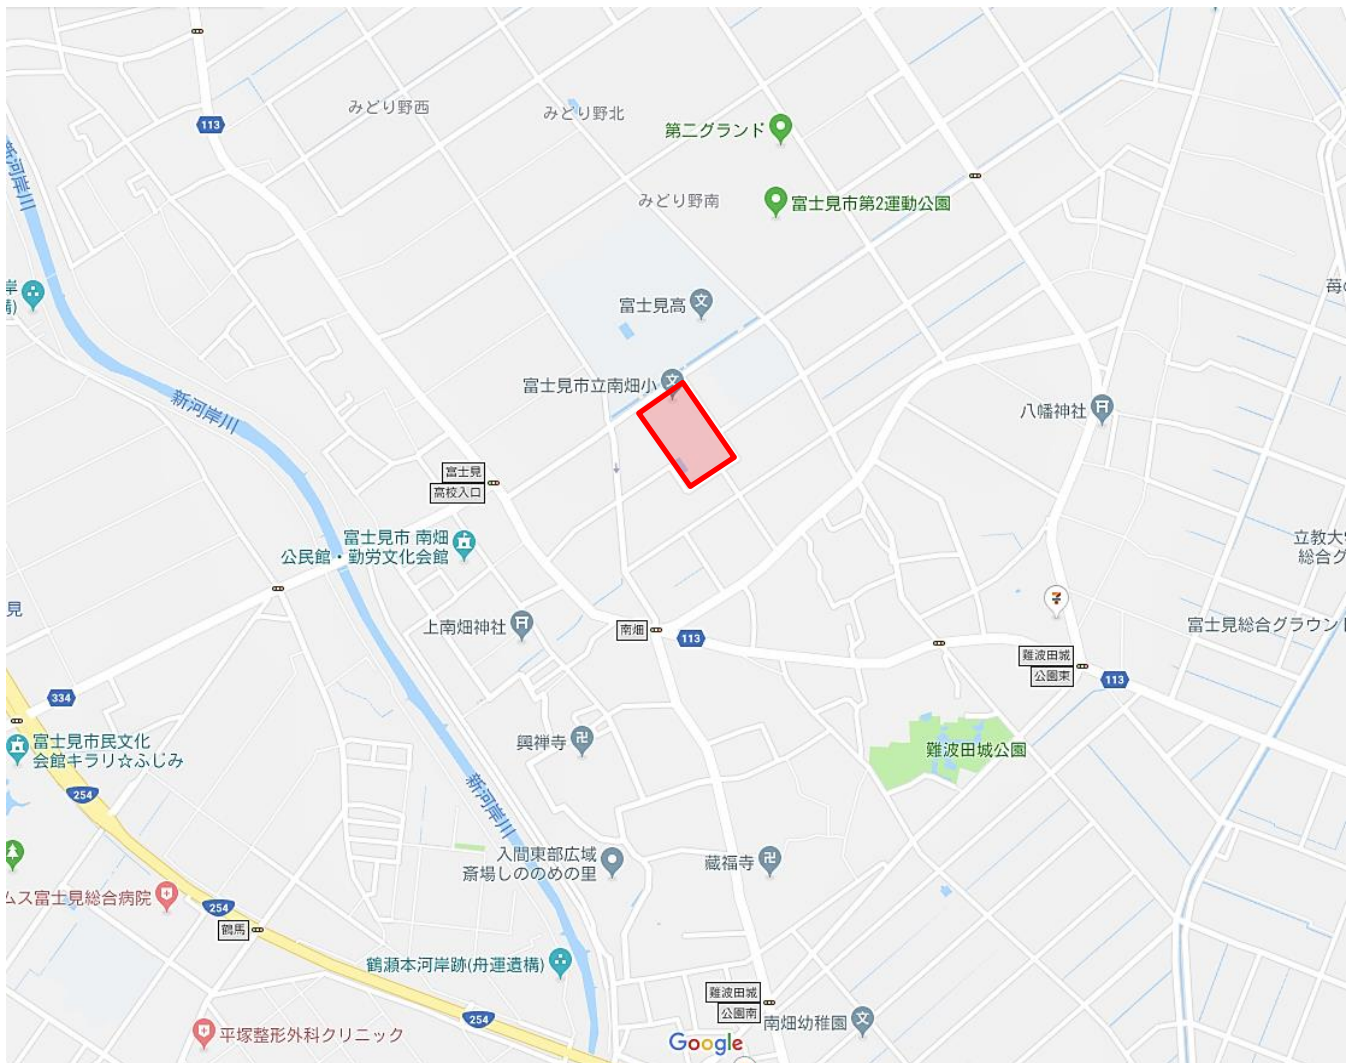 みどり野西
みどり野北
第二グランド
113
みどり野南
富士見市第2運動公園
新河岸川
岸
富士見高
苺の
富士見市立南畑小
八幡神社
新河岸川
富士見
高校入口
富士見市 南畑
公民館・勤労文化会館
立教大
総合グ
見
上南畑神社
南畑
113
富士見総合グラウン
難波田城
公園東
113
334
富士見市民文化
会館キラリ☆ふじみ
興禅寺
難波田城公園
254
新河岸川
入間東部広域
斎場しののめの里
蔵福寺
ムス富士見総合病院
254
鶴馬
鶴瀬本河岸跡(舟運遺構)
難波田城
公園南
南畑幼稚園
254
平塚整形外科クリニック
Google